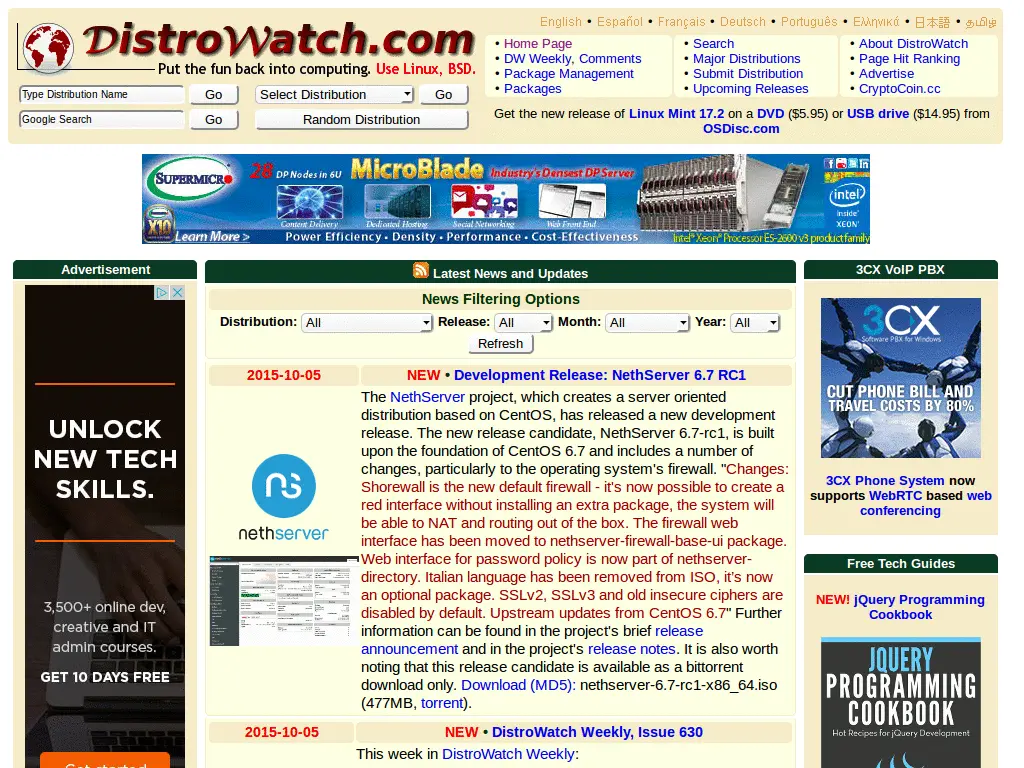 English • Español • Français • Deutsch • Português • Ελληνικά • 日本語 • தமிழ்
DistroWatch.com
Put the fun back into computing. Use Linux, BSD.
• Home Page
• DW Weekly, Comments
• Package Management
• Packages
• Search
• Major Distributions
• Submit Distribution
• Upcoming Releases
• About DistroWatch
• Page Hit Ranking
• Advertise
• CryptoCoin.cc
Type Distribution Name Go Select Distribution Go
Google Search Go Random Distribution
Get the new release of Linux Mint 17.2 on a DVD ($5.95) or USB drive ($14.95) from
OSDisc.com
SUPERMICRO
X10
Learn More >
28 DP Nodes in 6U MicroBlade Industry's Densest DP Server
Content Delivery Dedicated Hosting Social Networking Web Front End
Power Efficiency • Density • Performance • Cost-Effectiveness
intel
inside
XEON
Intel® Xeon® Processor E5-2600 v3 product family
Advertisement
UNLOCK
NEW TECH
SKILLS.
3,500+ online dev,
creative and IT
admin courses.
GET 10 DAYS FREE
Get started
Latest News and Updates
News Filtering Options
Distribution: All Release: All Month: All Year: All
Refresh
2015-10-05 NEW • Development Release: NethServer 6.7 RC1
nethserver
The NethServer project, which creates a server oriented
distribution based on CentOS, has released a new development
release. The new release candidate, NethServer 6.7-rc1, is built
upon the foundation of CentOS 6.7 and includes a number of
changes, particularly to the operating system's firewall. "Changes:
Shorewall is the new default firewall - it's now possible to create a
red interface without installing an extra package, the system will
be able to NAT and routing out of the box. The firewall web
interface has been moved to nethserver-firewall-base-ui package.
Web interface for password policy is now part of nethserver-
directory. Italian language has been removed from ISO, it's now
an optional package. SSLv2, SSLv3 and old insecure ciphers are
disabled by default. Upstream updates from CentOS 6.7" Further
information can be found in the project's brief release
announcement and in the project's release notes. It is also worth
noting that this release candidate is available as a bittorrent
download only. Download (MD5): nethserver-6.7-rc1-x86_64.iso
(477MB, torrent).
2015-10-05 NEW • DistroWatch Weekly, Issue 630
This week in DistroWatch Weekly:
3CX VoIP PBX
3CX
Software PBX for Windows
CUT PHONE BILL AND
TRAVEL COSTS BY 80%
3CX Phone System now
supports WebRTC based web
conferencing
Free Tech Guides
NEW! jQuery Programming
Cookbook
JQUERY
PROGRAMMING
COOKBOOK
Hot Recipes for jQuery Development